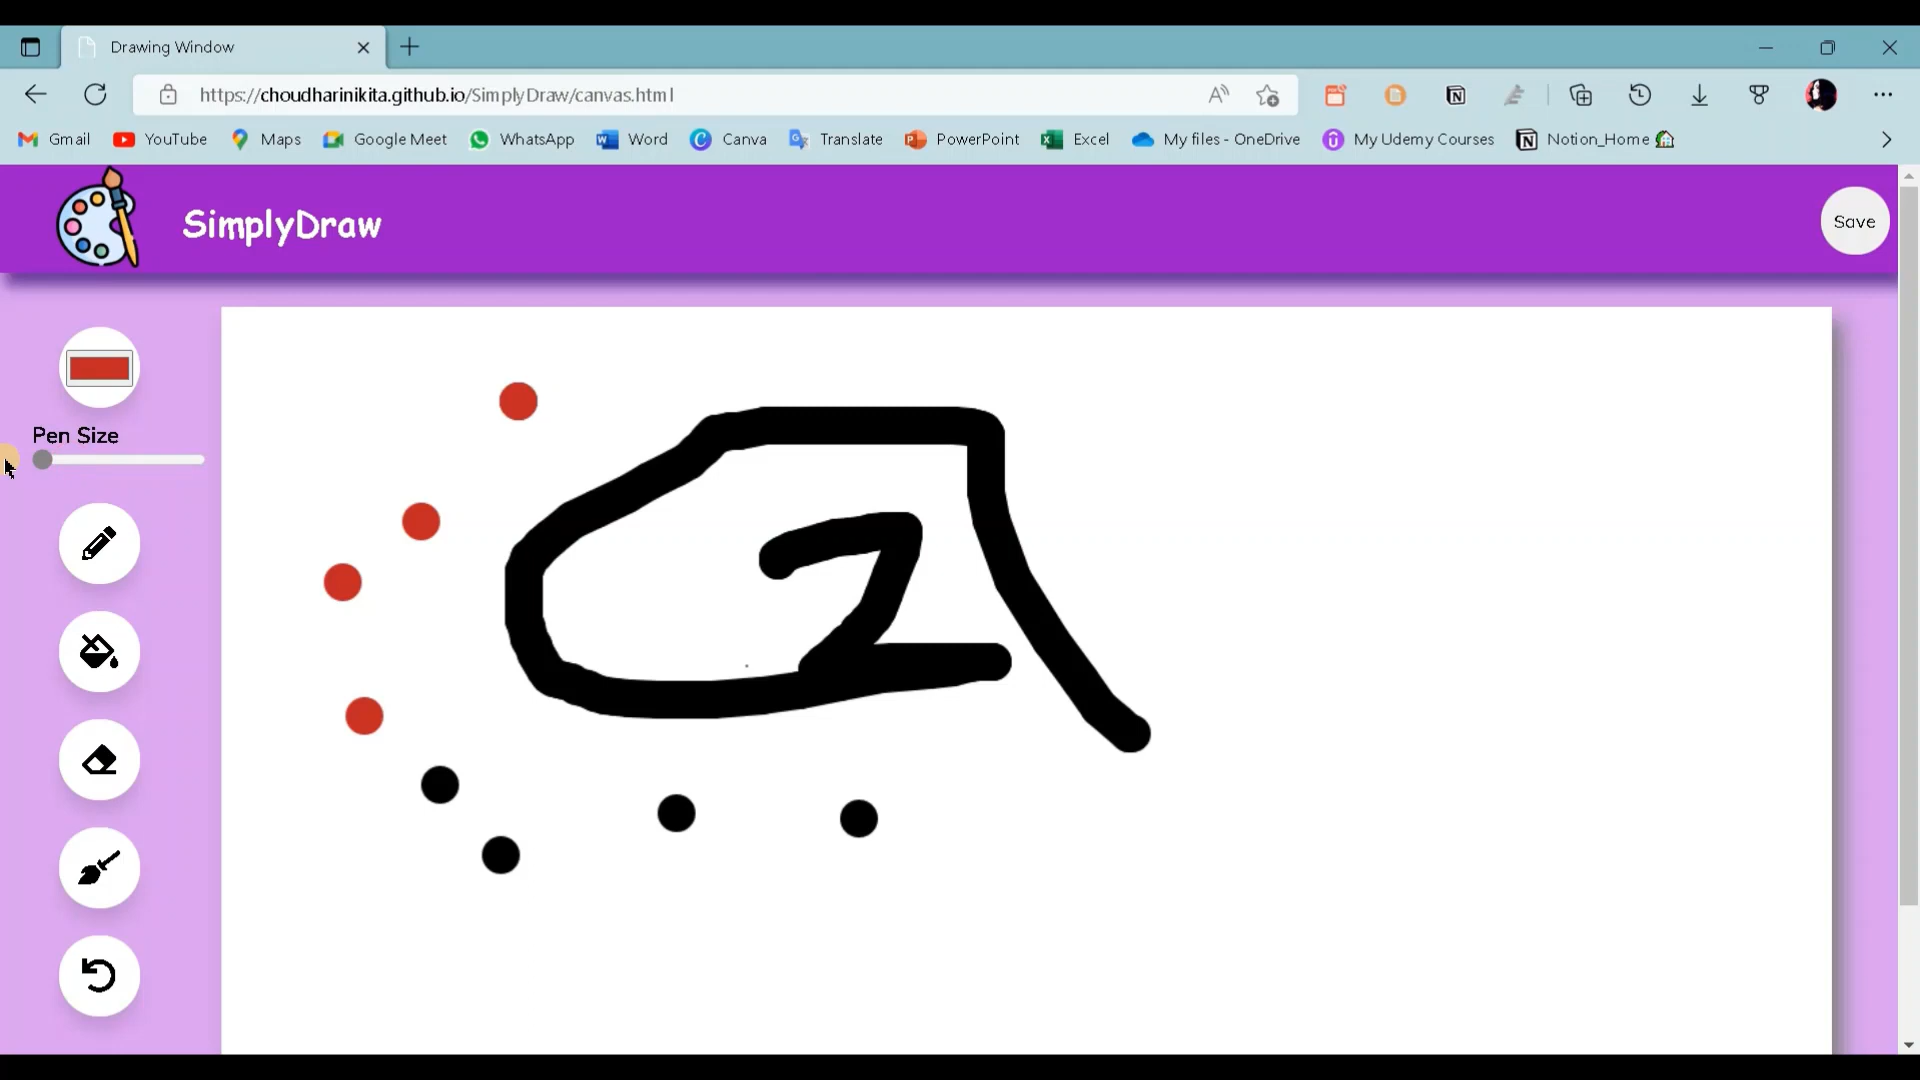 Drawing Window
https://choudharinikita.github.io/SimplyDraw/canvas.html
Gmail YouTube Maps Google Meet WhatsApp Word Canva Translate PowerPoint Excel My files - OneDrive My Udemy Courses Notion_Home
SimplyDraw
Save
Pen Size
2